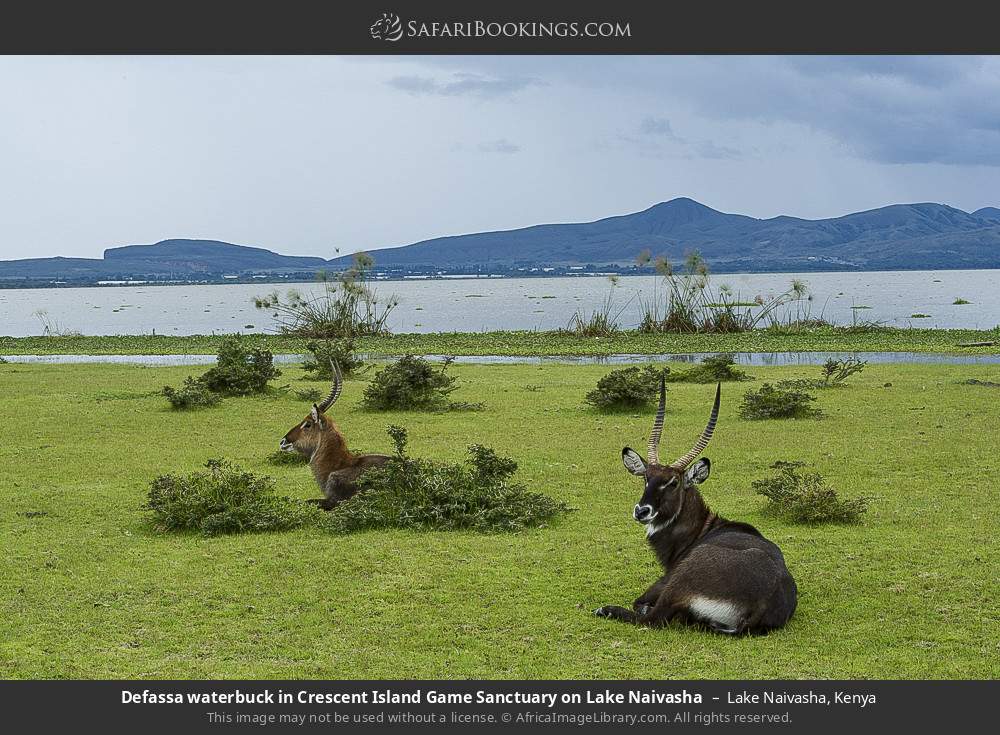 SafariBookings.com
Defassa waterbuck in Crescent Island Game Sanctuary on Lake Naivasha – Lake Naivasha, Kenya
This image may not be used without a license. © AfricaImageLibrary.com. All rights reserved.